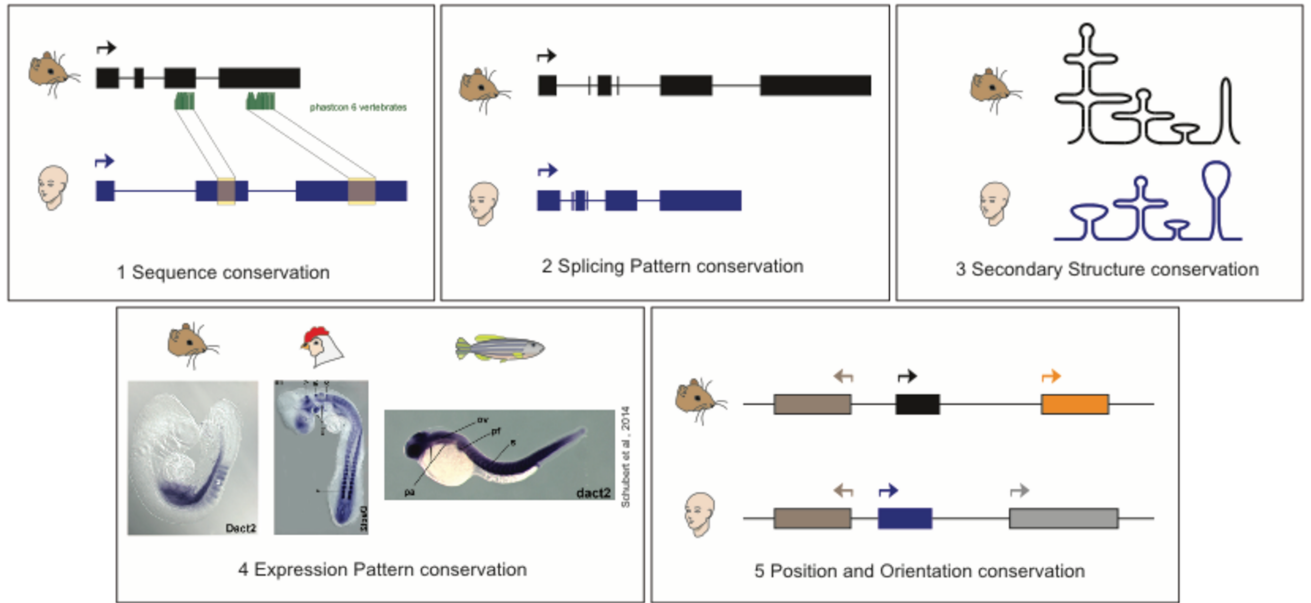 phastcon 6 vertebrates
1 Sequence conservation
2 Splicing Pattern conservation
3 Secondary Structure conservation
Dact2
ov
pf
s
pa
dact2
Schubert et al., 2014
4 Expression Pattern conservation
5 Position and Orientation conservation